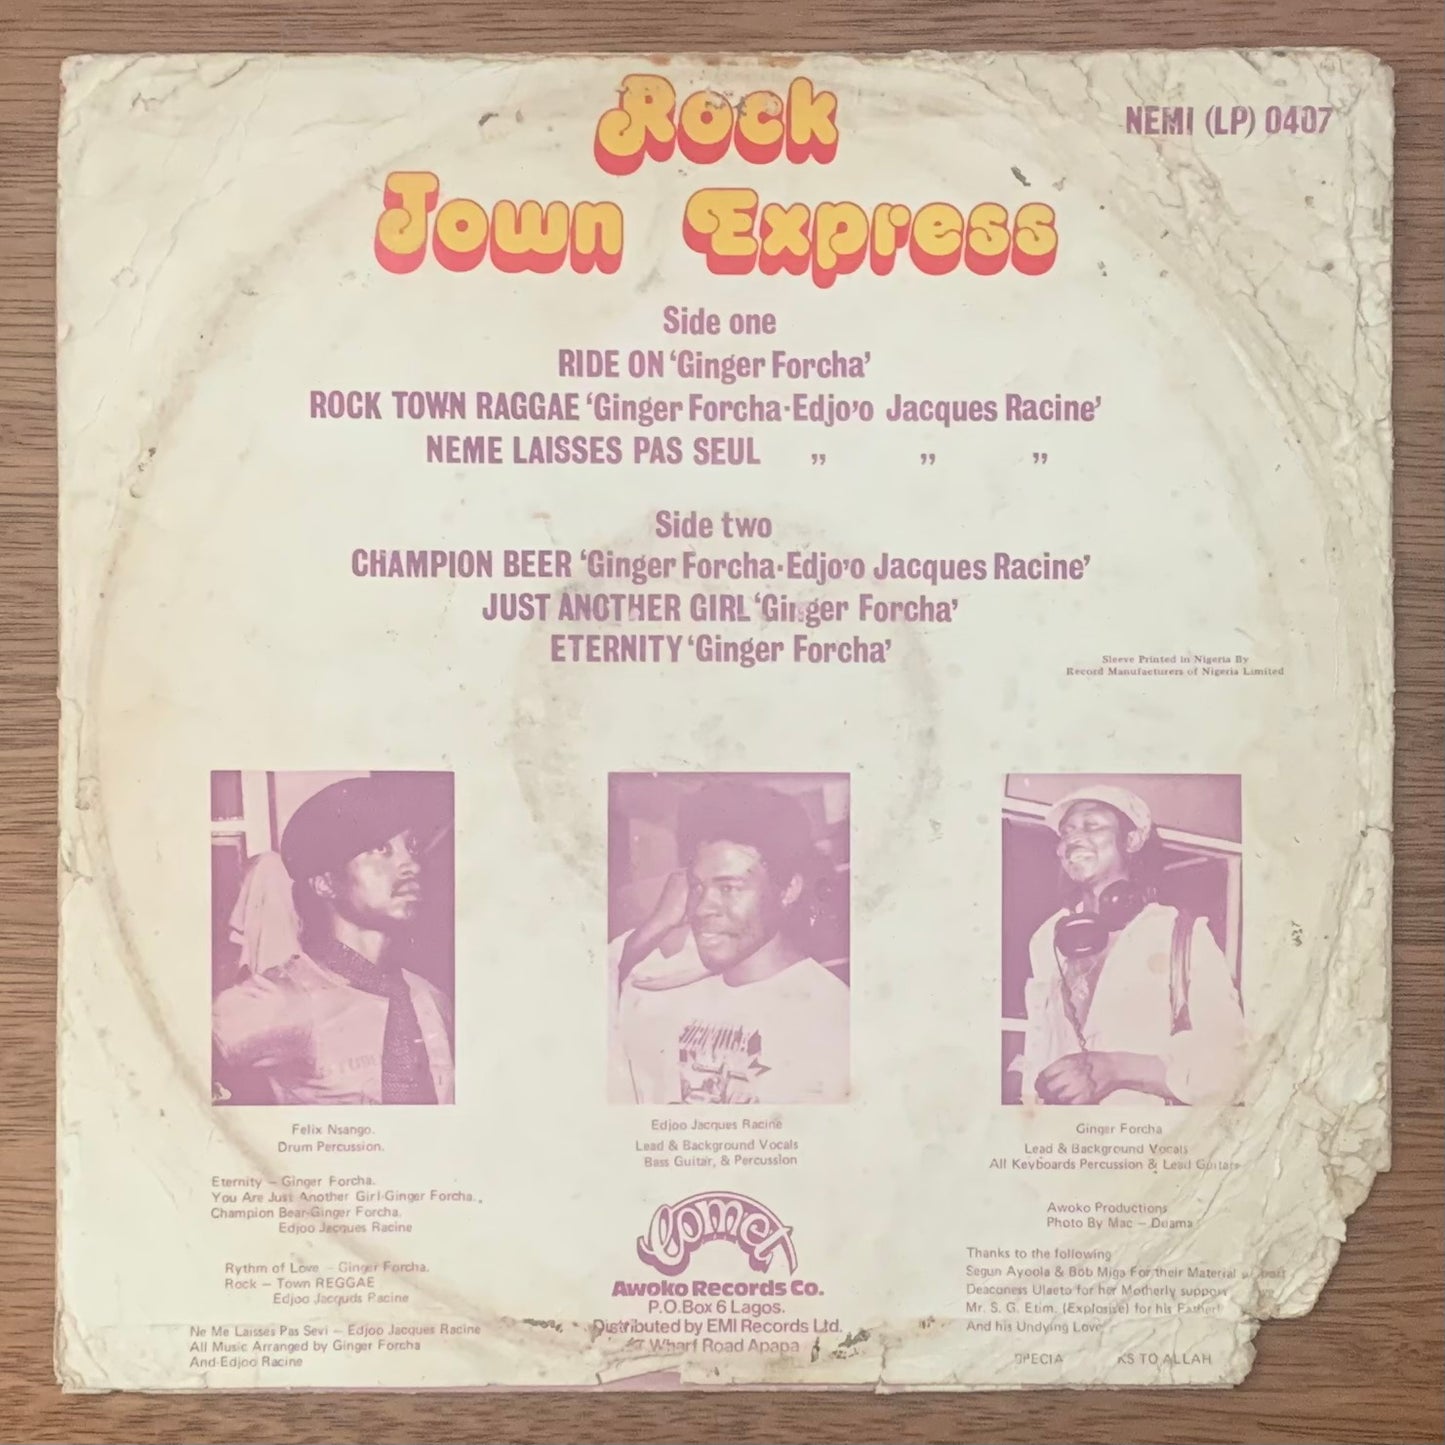 Rock
Town Express
NEMI (LP) 0407
Side one
RIDE ON ‘Ginger Forcha’
ROCK TOWN RAGGAE ‘Ginger Forcha·Edjo’o Jacques Racine’
NEME LAISSES PAS SEUL ” ” ”
Side two
CHAMPION BEER ‘Ginger Forcha·Edjo’o Jacques Racine’
JUST ANOTHER GIRL ‘Ginger Forcha’
ETERNITY ‘Ginger Forcha’
Sleeve Printed in Nigeria By
Record Manufacturers of Nigeria Limited
Felix Nsango.
Drum Percussion.
Eternity – Ginger Forcha.
You Are Just Another Girl-Ginger Forcha.
Champion Bear-Ginger Forcha.
Edjoo Jacques Racine
Rythm of Love – Ginger Forcha.
Rock – Town REGGAE
Edjoo Jacquds Racine
Ne Me Laisses Pas Sevi – Edjoo Jacques Racine
All Music Arranged by Ginger Forcha
And Edjoo Racine
Edjoo Jacques Racine
Lead & Background Vocals
Bass Guitar, & Percussion
Comet
Awoko Records Co.
P.O.Box 6 Lagos.
Distributed by EMI Records Ltd.
Wharf Road Apapa
Ginger Forcha
Lead & Background Vocals
All Keyboards Percussion & Lead Guitars
Awoko Productions
Photo By Mac – Duama
Thanks to the following
Segun Ayoola & Bob Miga For their Material
Deaconess Ulaeto for her Motherly support
Mr. S. G. Etim. (Explosive) for his
And his Undying Love
TO ALLAH